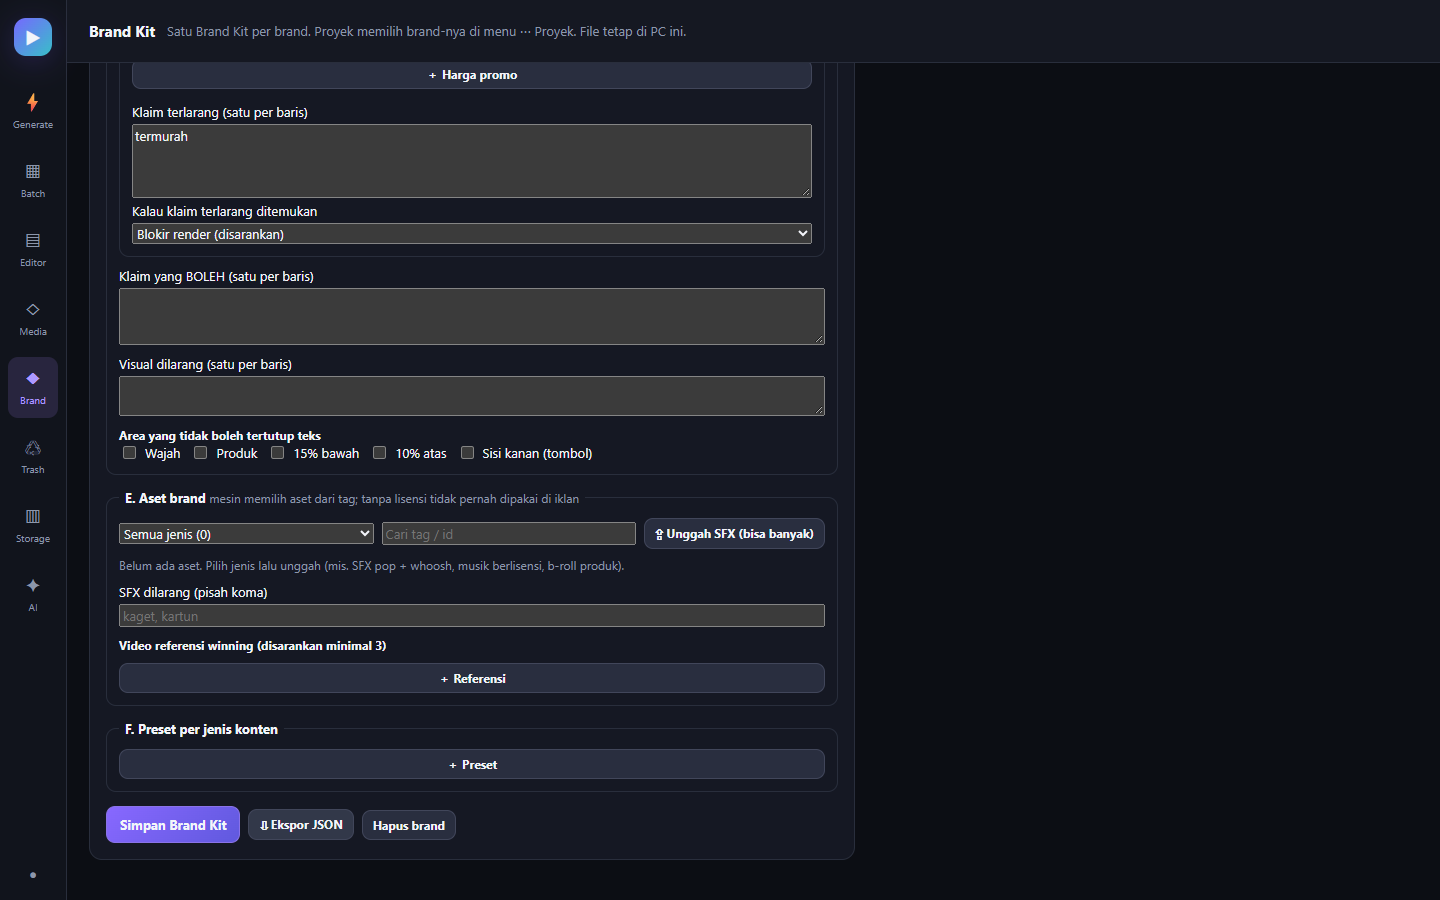 Brand Kit Satu Brand Kit per brand. Proyek memilih brand-nya di menu ··· Proyek. File tetap di PC ini.
Generate
Batch
Editor
Media
Brand
Trash
Storage
AI
+ Harga promo
Klaim terlarang (satu per baris)
termurah
Kalau klaim terlarang ditemukan
Blokir render (disarankan)
Klaim yang BOLEH (satu per baris)
Visual dilarang (satu per baris)
Area yang tidak boleh tertutup teks
Wajah Produk 15% bawah 10% atas Sisi kanan (tombol)
E. Aset brand mesin memilih aset dari tag; tanpa lisensi tidak pernah dipakai di iklan
Semua jenis (0) Cari tag / id ⇪ Unggah SFX (bisa banyak)
Belum ada aset. Pilih jenis lalu unggah (mis. SFX pop + whoosh, musik berlisensi, b-roll produk).
SFX dilarang (pisah koma)
kaget, kartun
Video referensi winning (disarankan minimal 3)
+ Referensi
F. Preset per jenis konten
+ Preset
Simpan Brand Kit ⇩ Ekspor JSON Hapus brand